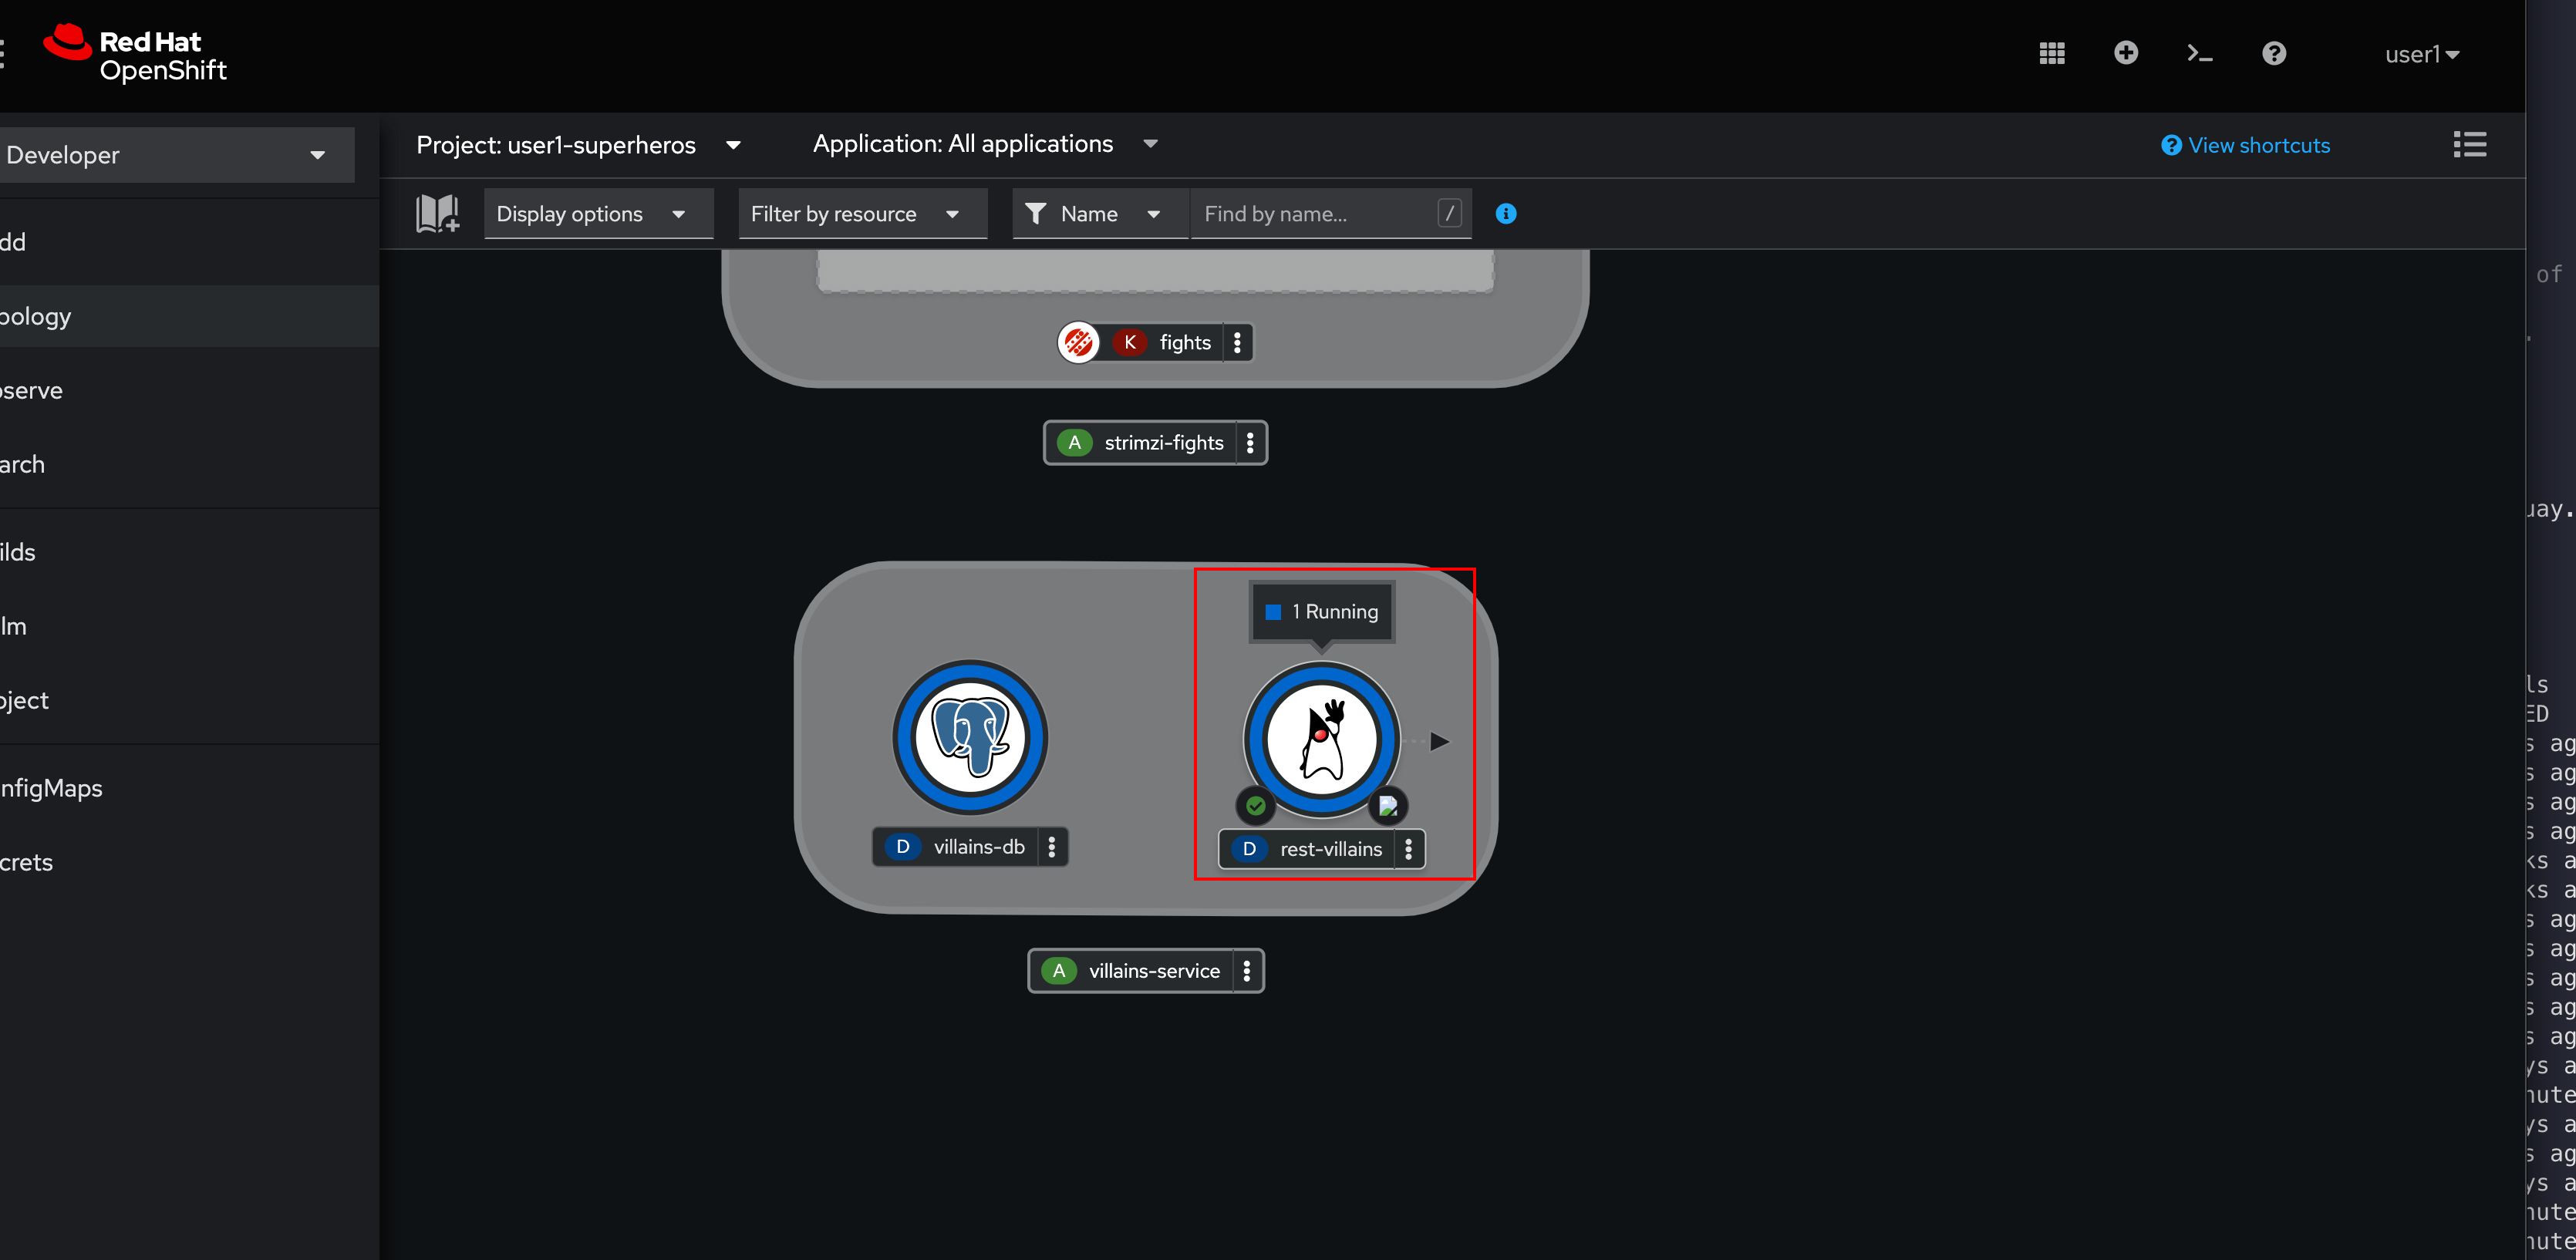 Red Hat
OpenShift
user1
Developer
Project: user1-superheros
Application: All applications
View shortcuts
Display options
Filter by resource
Name
Find by name...
/
dd
pology
oserve
arch
ilds
lm
oject
nfigMaps
crets
K fights
A strimzi-fights
1 Running
D villains-db
D rest-villains
A villains-service
of
.
uay.
ls
ED
s ag
s ag
s ag
s ag
ks a
ks a
s ag
s ag
s ag
s ag
s ag
ys a
nute
ys a
s ag
ys a
nute
nute